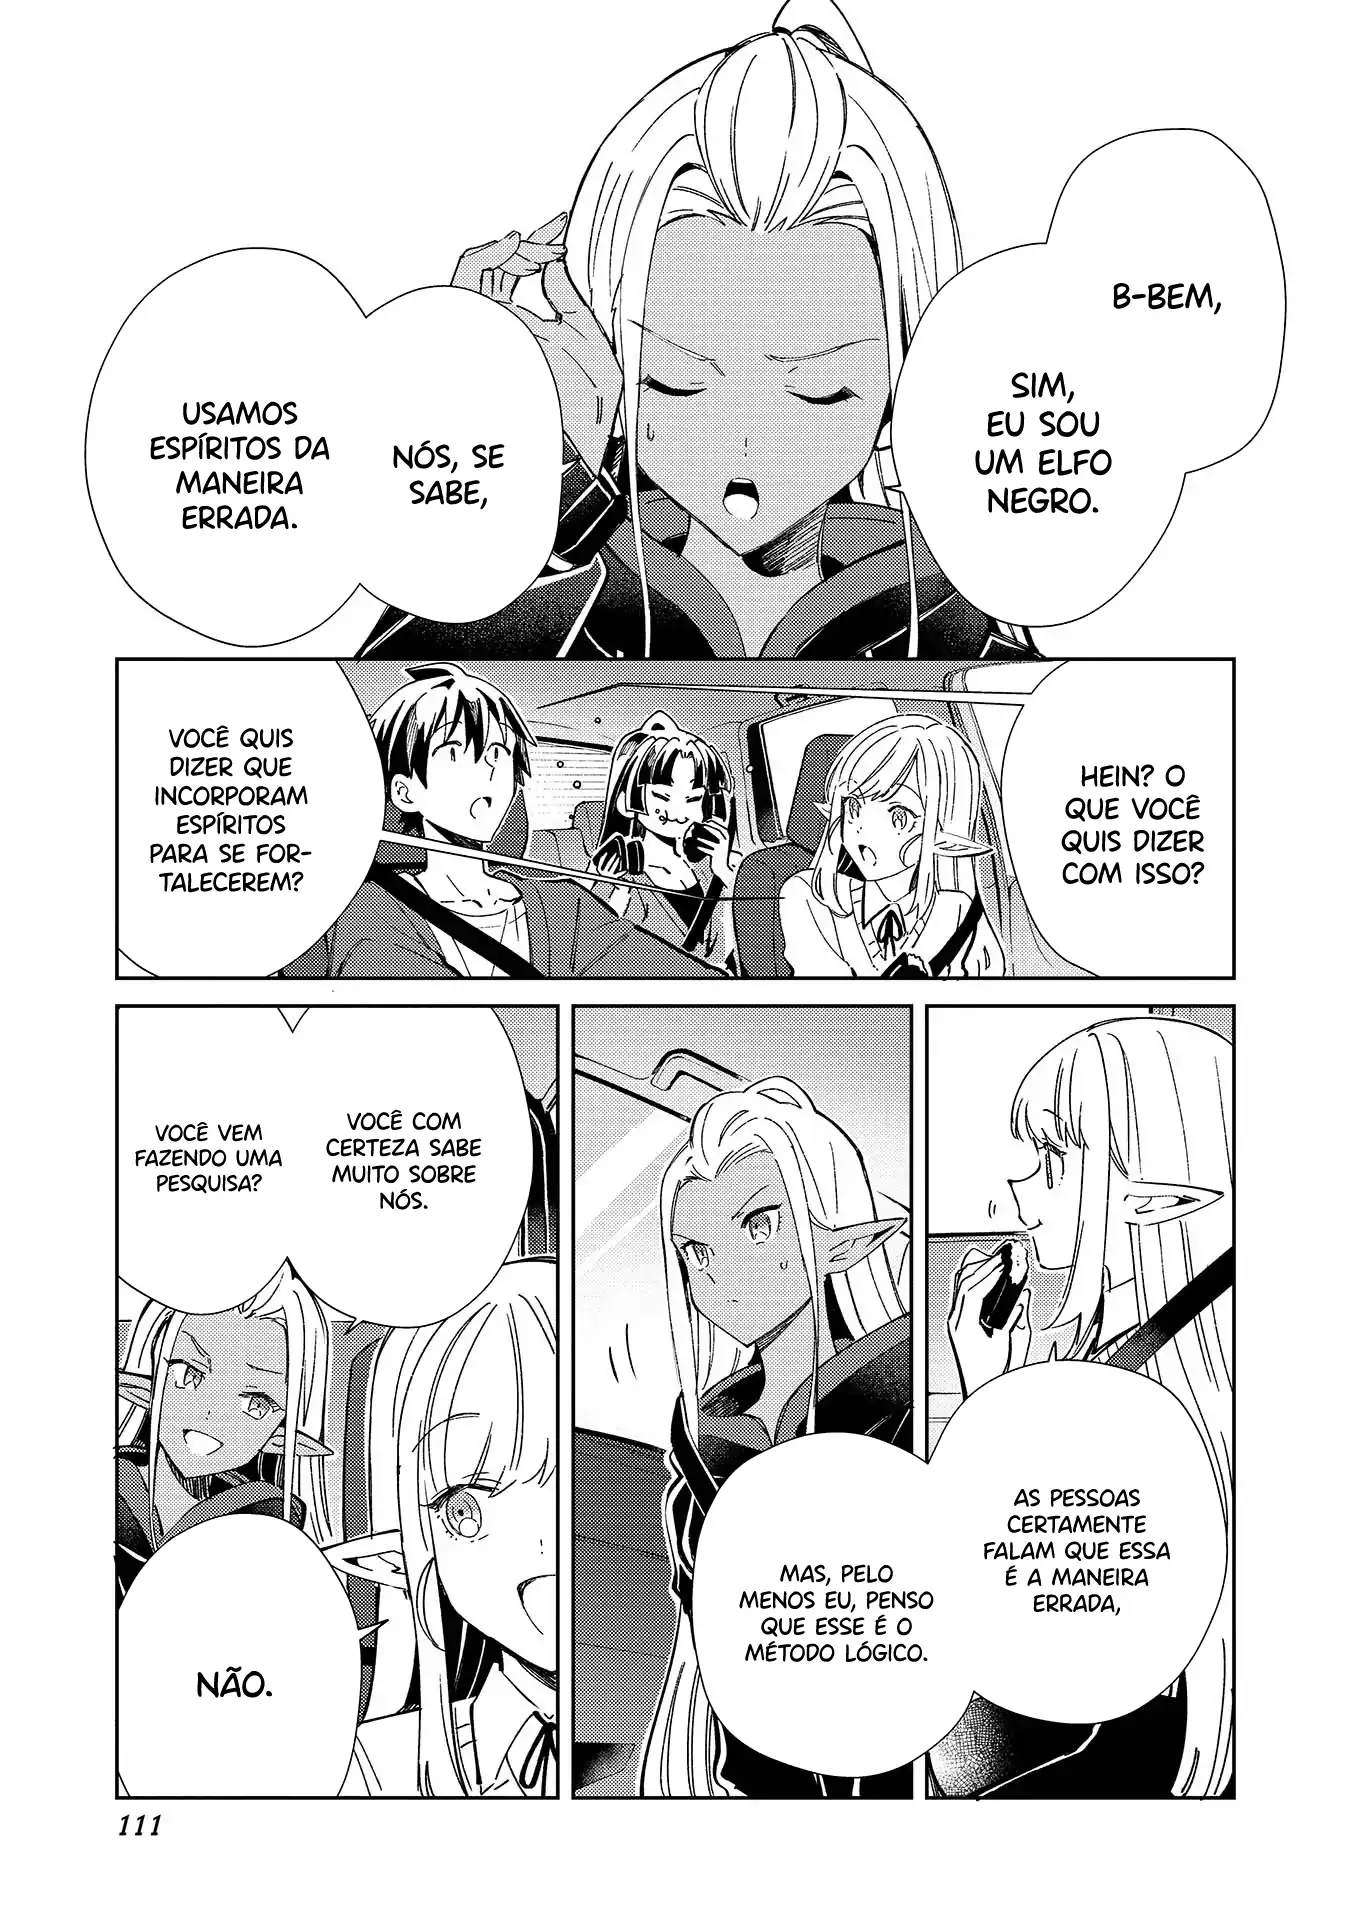 B-BEM,
SIM,
EU SOU
UM ELFO
NEGRO.
NÓS, SE
SABE,
USAMOS
ESPÍRITOS DA
MANEIRA
ERRADA.
HEIN? O
QUE VOCÊ
QUIS DIZER
COM ISSO?
VOCÊ QUIS
DIZER QUE
INCORPORAM
ESPÍRITOS
PARA SE FOR-
TALECEREM?
AS PESSOAS
CERTAMENTE
FALAM QUE ESSA
É A MANEIRA
ERRADA,
MAS, PELO
MENOS EU, PENSO
QUE ESSE É O
MÉTODO LÓGICO.
VOCÊ COM
CERTEZA SABE
MUITO SOBRE
NÓS.
VOCÊ VEM
FAZENDO UMA
PESQUISA?
NÃO.
111